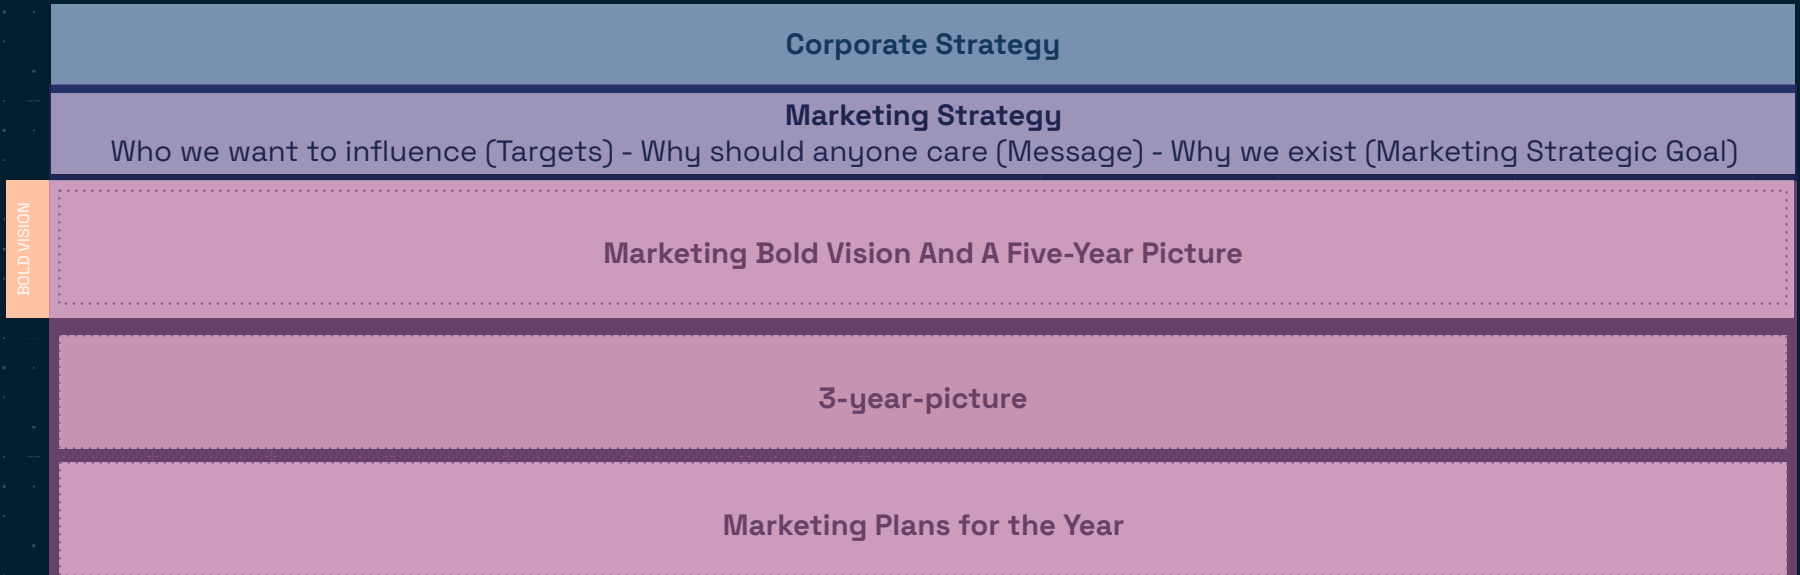 Corporate Strategy
Marketing Strategy
Who we want to influence (Targets) - Why should anyone care (Message) - Why we exist (Marketing Strategic Goal)
BOLD VISION
Marketing Bold Vision And A Five-Year Picture
3-year-picture
Marketing Plans for the Year